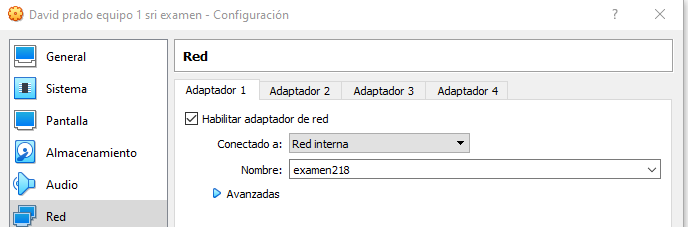 David prado equipo 1 sri examen - Configuración
General
Sistema
Pantalla
Almacenamiento
Audio
Red
Red
Adaptador 1 Adaptador 2 Adaptador 3 Adaptador 4
Habilitar adaptador de red
Conectado a: Red interna
Nombre: examen218
Avanzadas